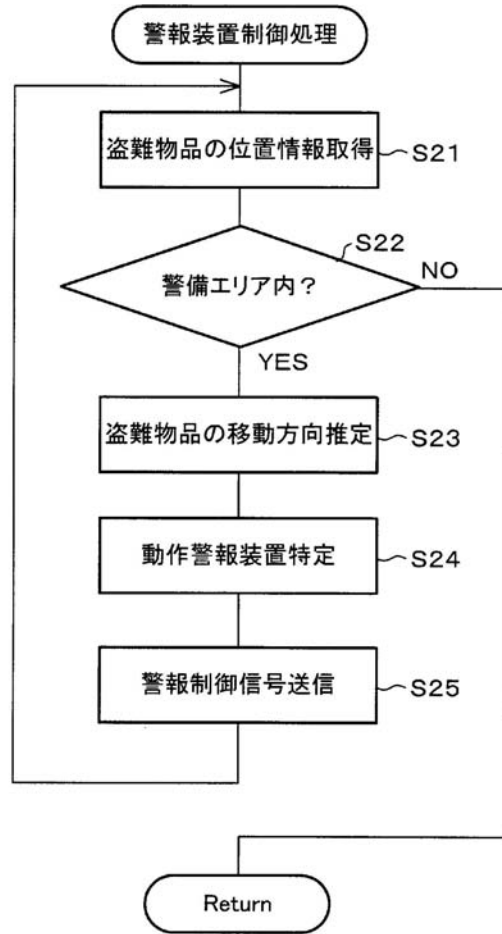 警報装置制御処理
盗難物品の位置情報取得
S21
S22
警備エリア内？
NO
YES
盗難物品の移動方向推定
S23
動作警報装置特定
S24
警報制御信号送信
S25
Return